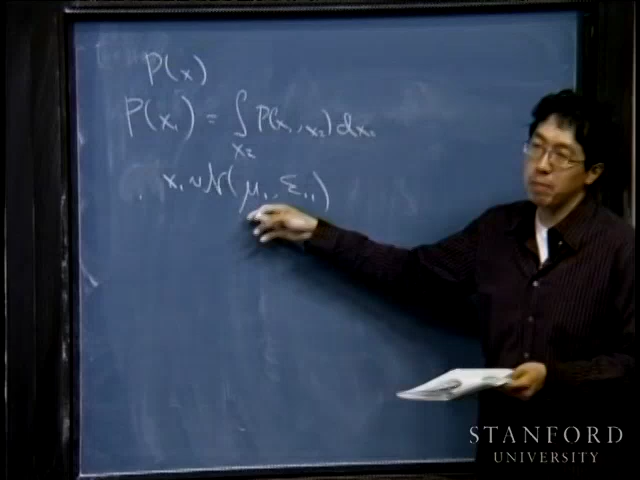 P(x)
P(x₁) = ∫ P(x₁, x₂) dx₂
x₂
x₁ ~ N(μ₁, Σ₁₁)
STANFORD
UNIVERSITY